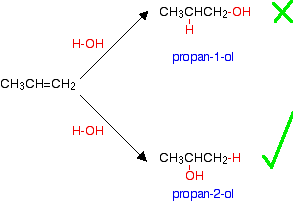 CH3CHCH2-OH
H
H-OH
propan-1-ol
CH3CH=CH2
H-OH
CH3CHCH2-H
OH
propan-2-ol